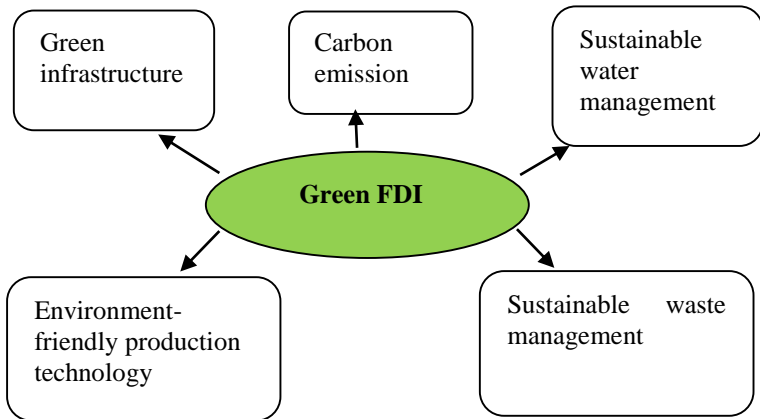 Green
infrastructure
Carbon
emission
Sustainable
water
management
Green FDI
Environment-
friendly production
technology
Sustainable waste
management